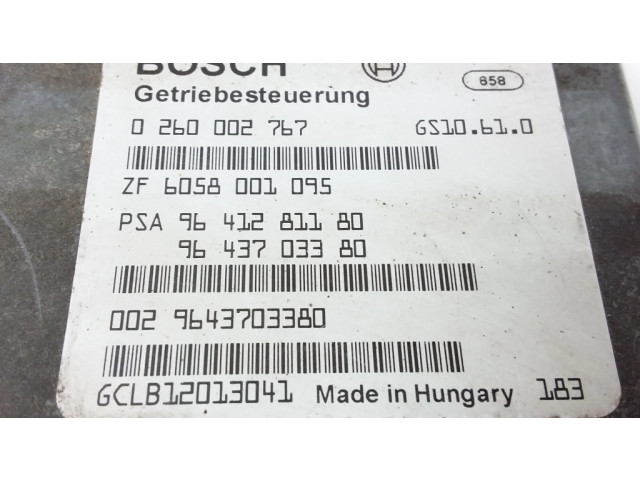 BOSCH
858
Getriebesteuerung
0 260 002 767 GS10.61.0
ZF 6058 001 095
PSA 96 412 811 80
96 437 033 80
002 9643703380
GCLB12013041 Made in Hungary 183